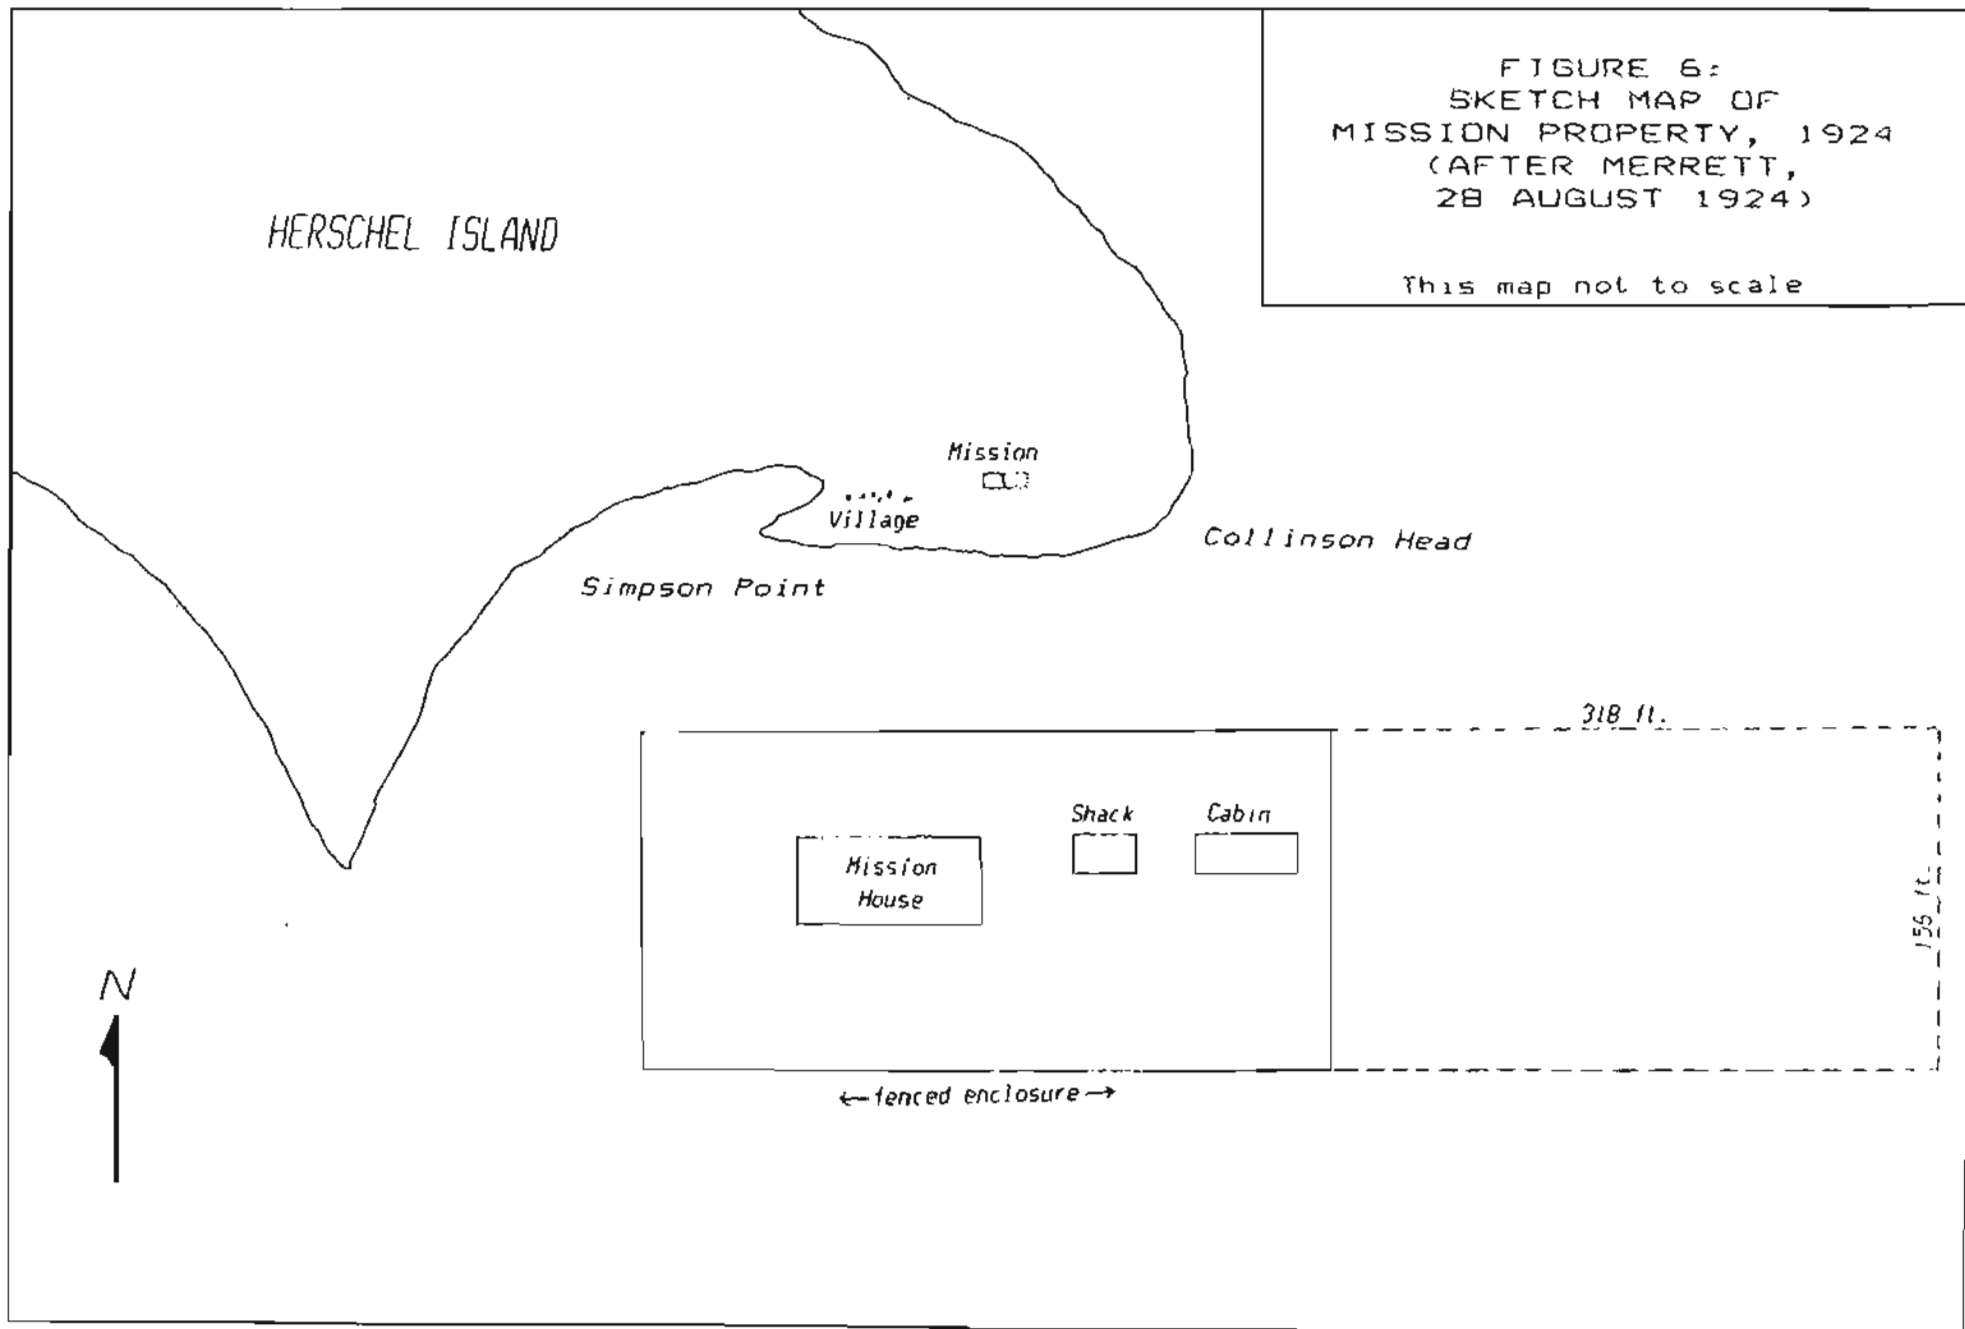 FIGURE 6:
SKETCH MAP OF
MISSION PROPERTY, 1924
(AFTER MERRETT,
28 AUGUST 1924)
This map not to scale
HERSCHEL ISLAND
Mission
Village
Collinson Head
Simpson Point
318 ft.
Shack
Cabin
Mission
House
ft.
N
←fenced enclosure→